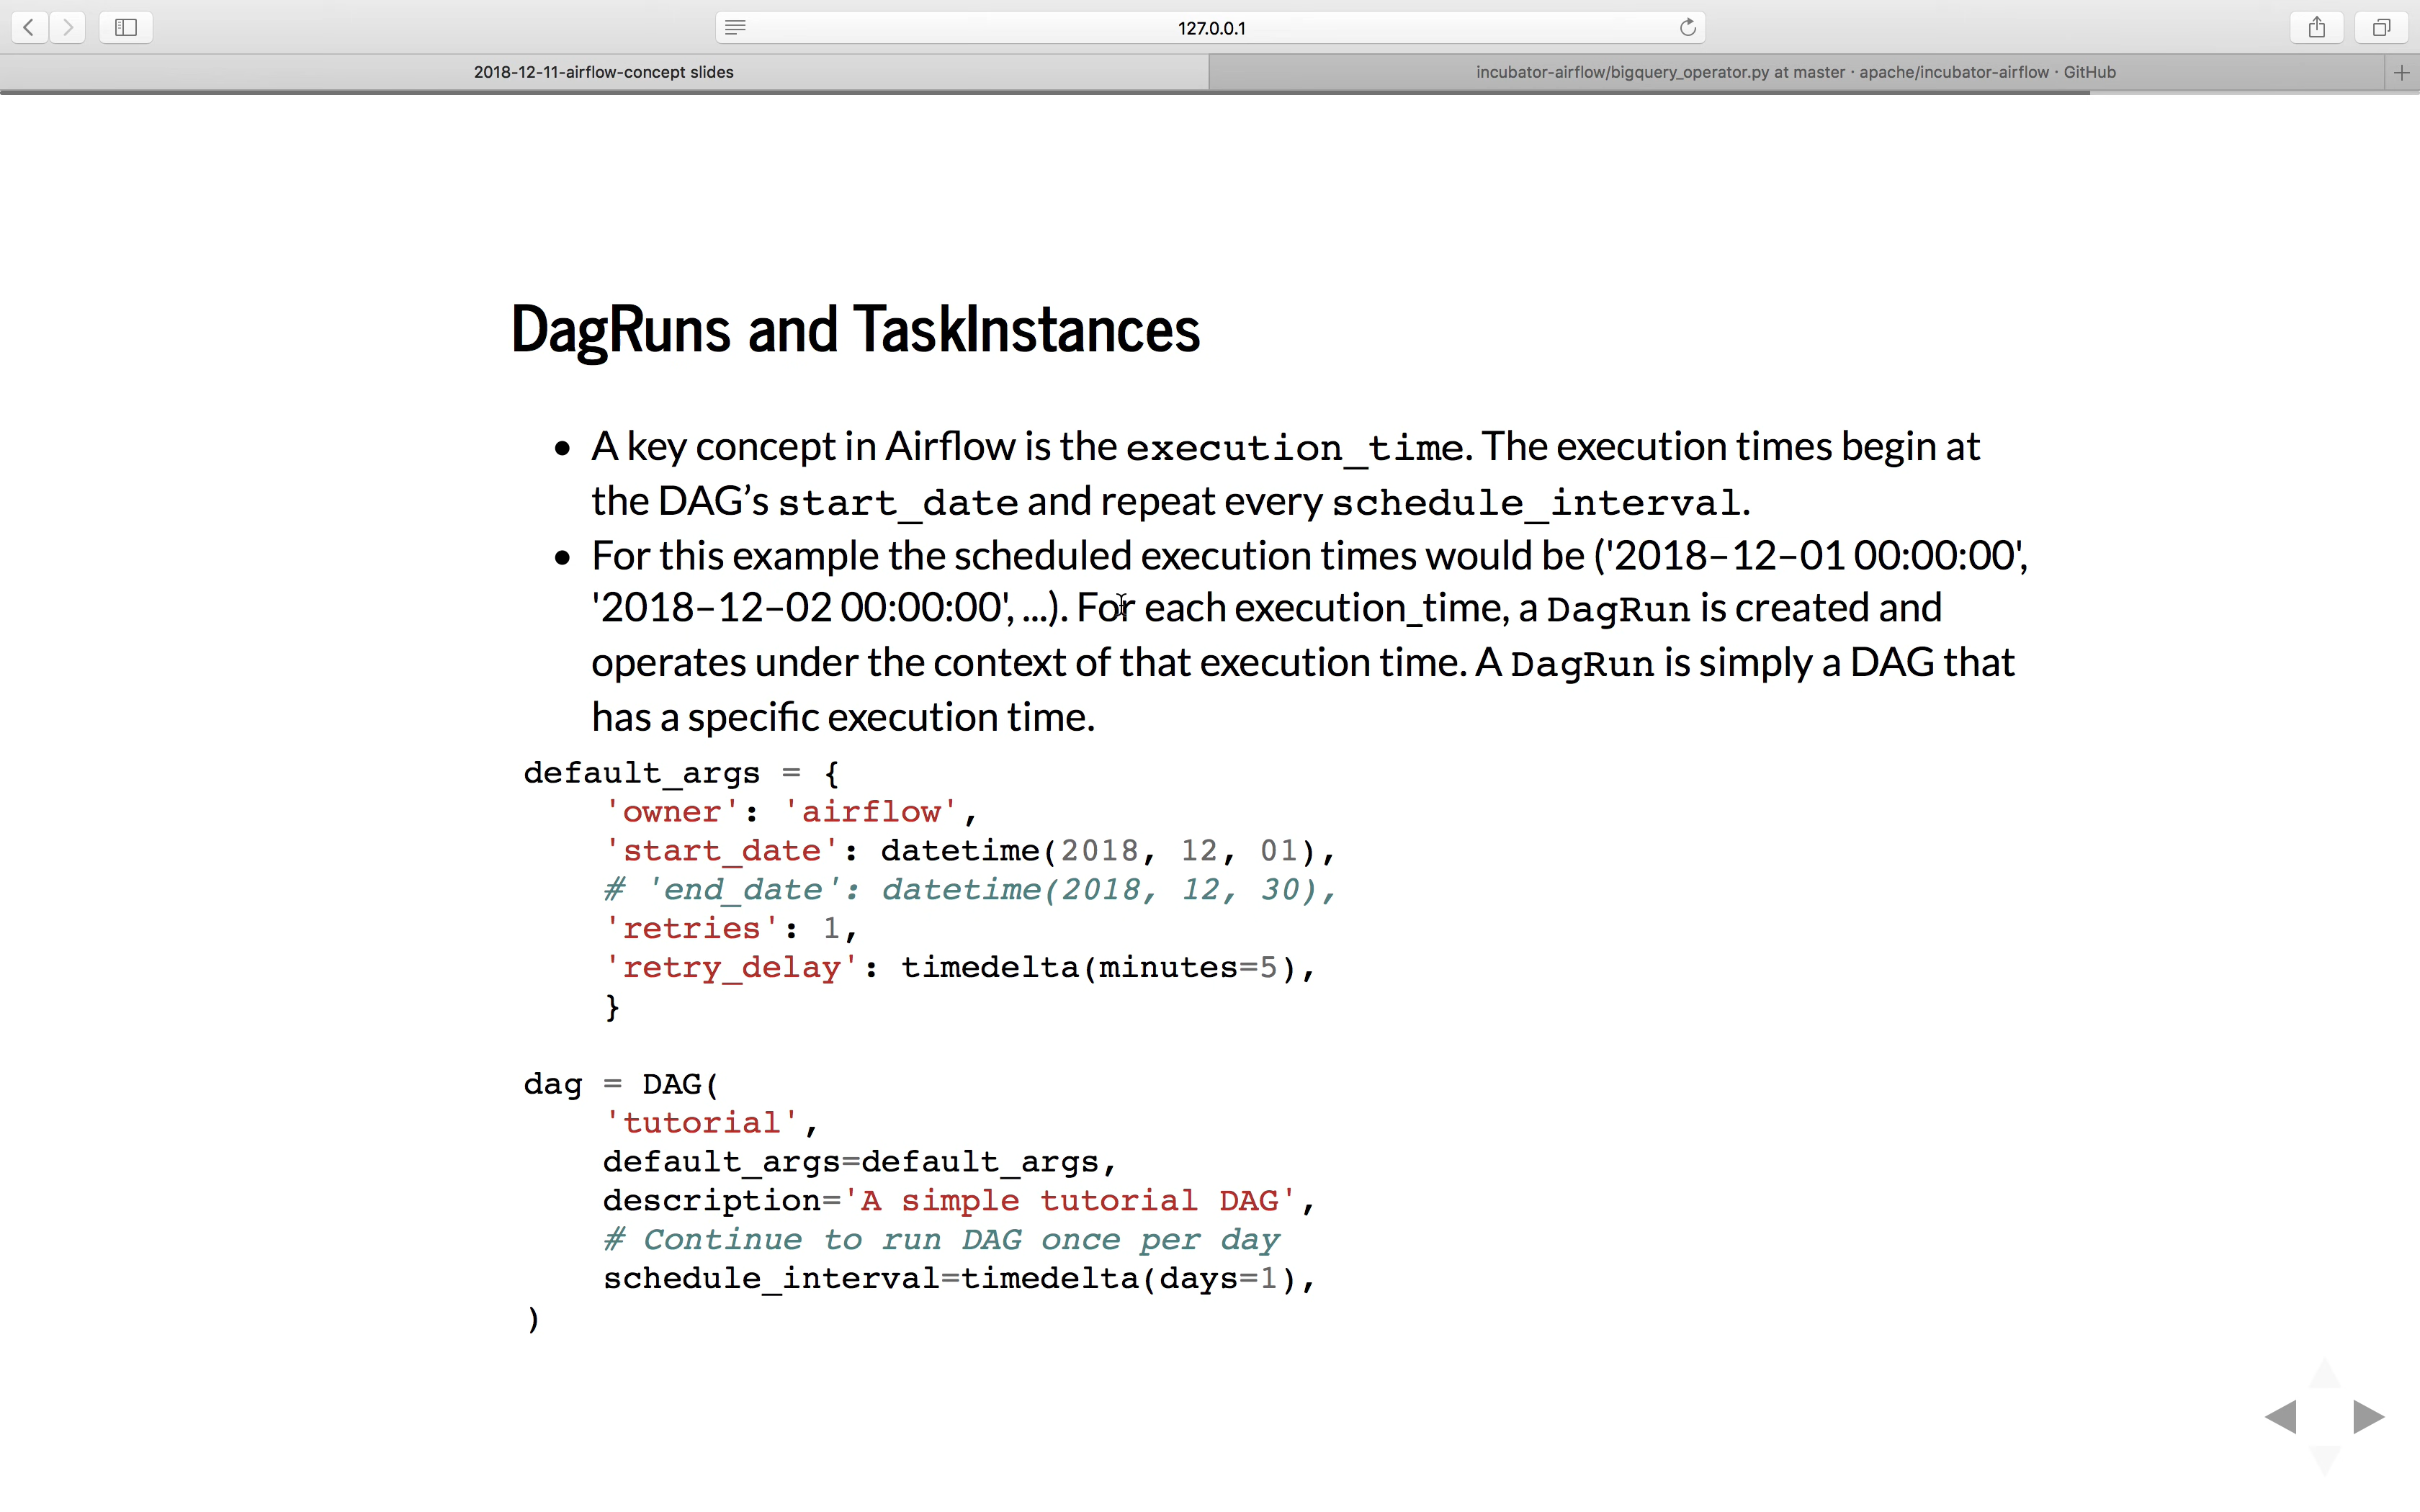 127.0.0.1
2018-12-11-airflow-concept slides
incubator-airflow/bigquery_operator.py at master · apache/incubator-airflow · GitHub
DagRuns and TaskInstances
• A key concept in Airflow is the execution_time. The execution times begin at
the DAG’s start_date and repeat every schedule_interval.
• For this example the scheduled execution times would be ('2018–12–01 00:00:00',
'2018–12–02 00:00:00', ...). For each execution_time, a DagRun is created and
operates under the context of that execution time. A DagRun is simply a DAG that
has a specific execution time.
default_args = {
    'owner': 'airflow',
    'start_date': datetime(2018, 12, 01),
    # 'end_date': datetime(2018, 12, 30),
    'retries': 1,
    'retry_delay': timedelta(minutes=5),
    }
dag = DAG(
    'tutorial',
    default_args=default_args,
    description='A simple tutorial DAG',
    # Continue to run DAG once per day
    schedule_interval=timedelta(days=1),
)